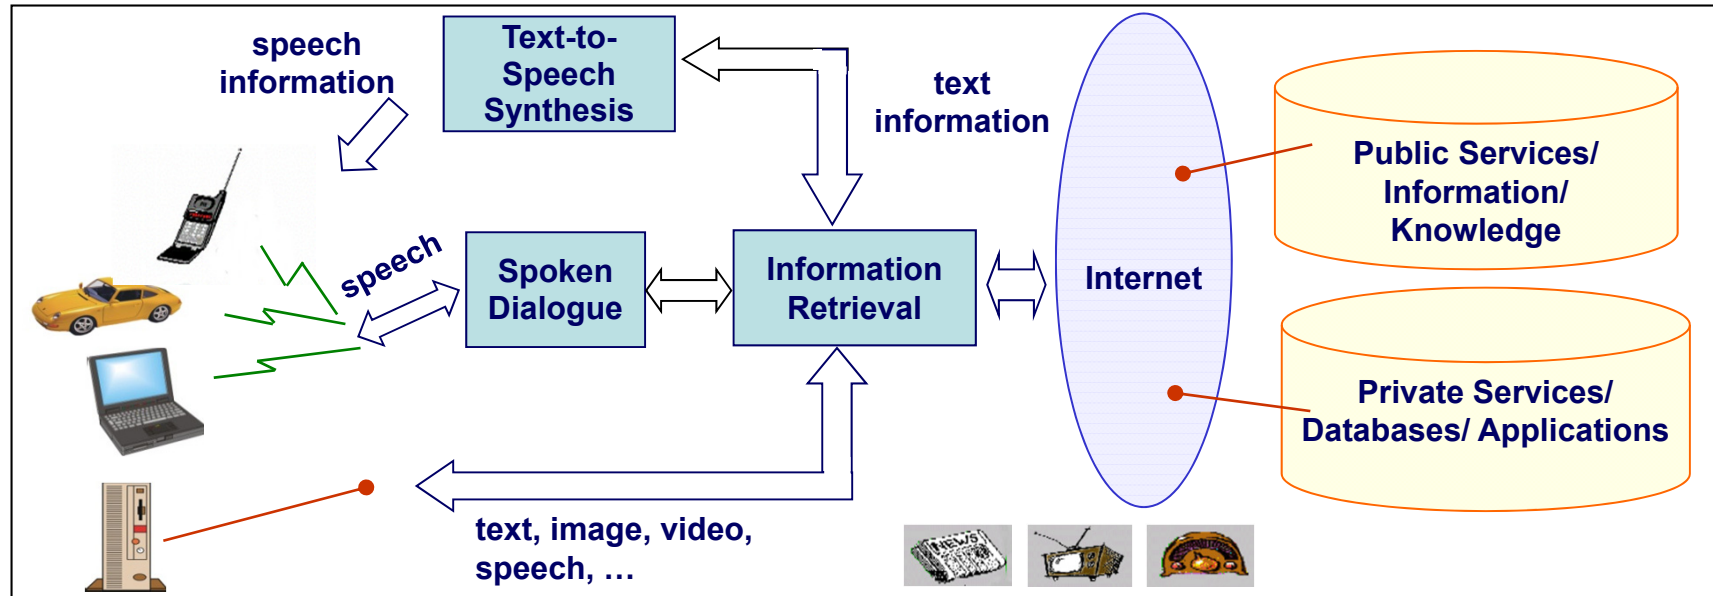 speech
information
Text-to-
Speech
Synthesis
text
information
Public Services/
Information/
Knowledge
speech
Spoken
Dialogue
Information
Retrieval
Internet
Private Services/
Databases/ Applications
text, image, video,
speech, …
NEWS